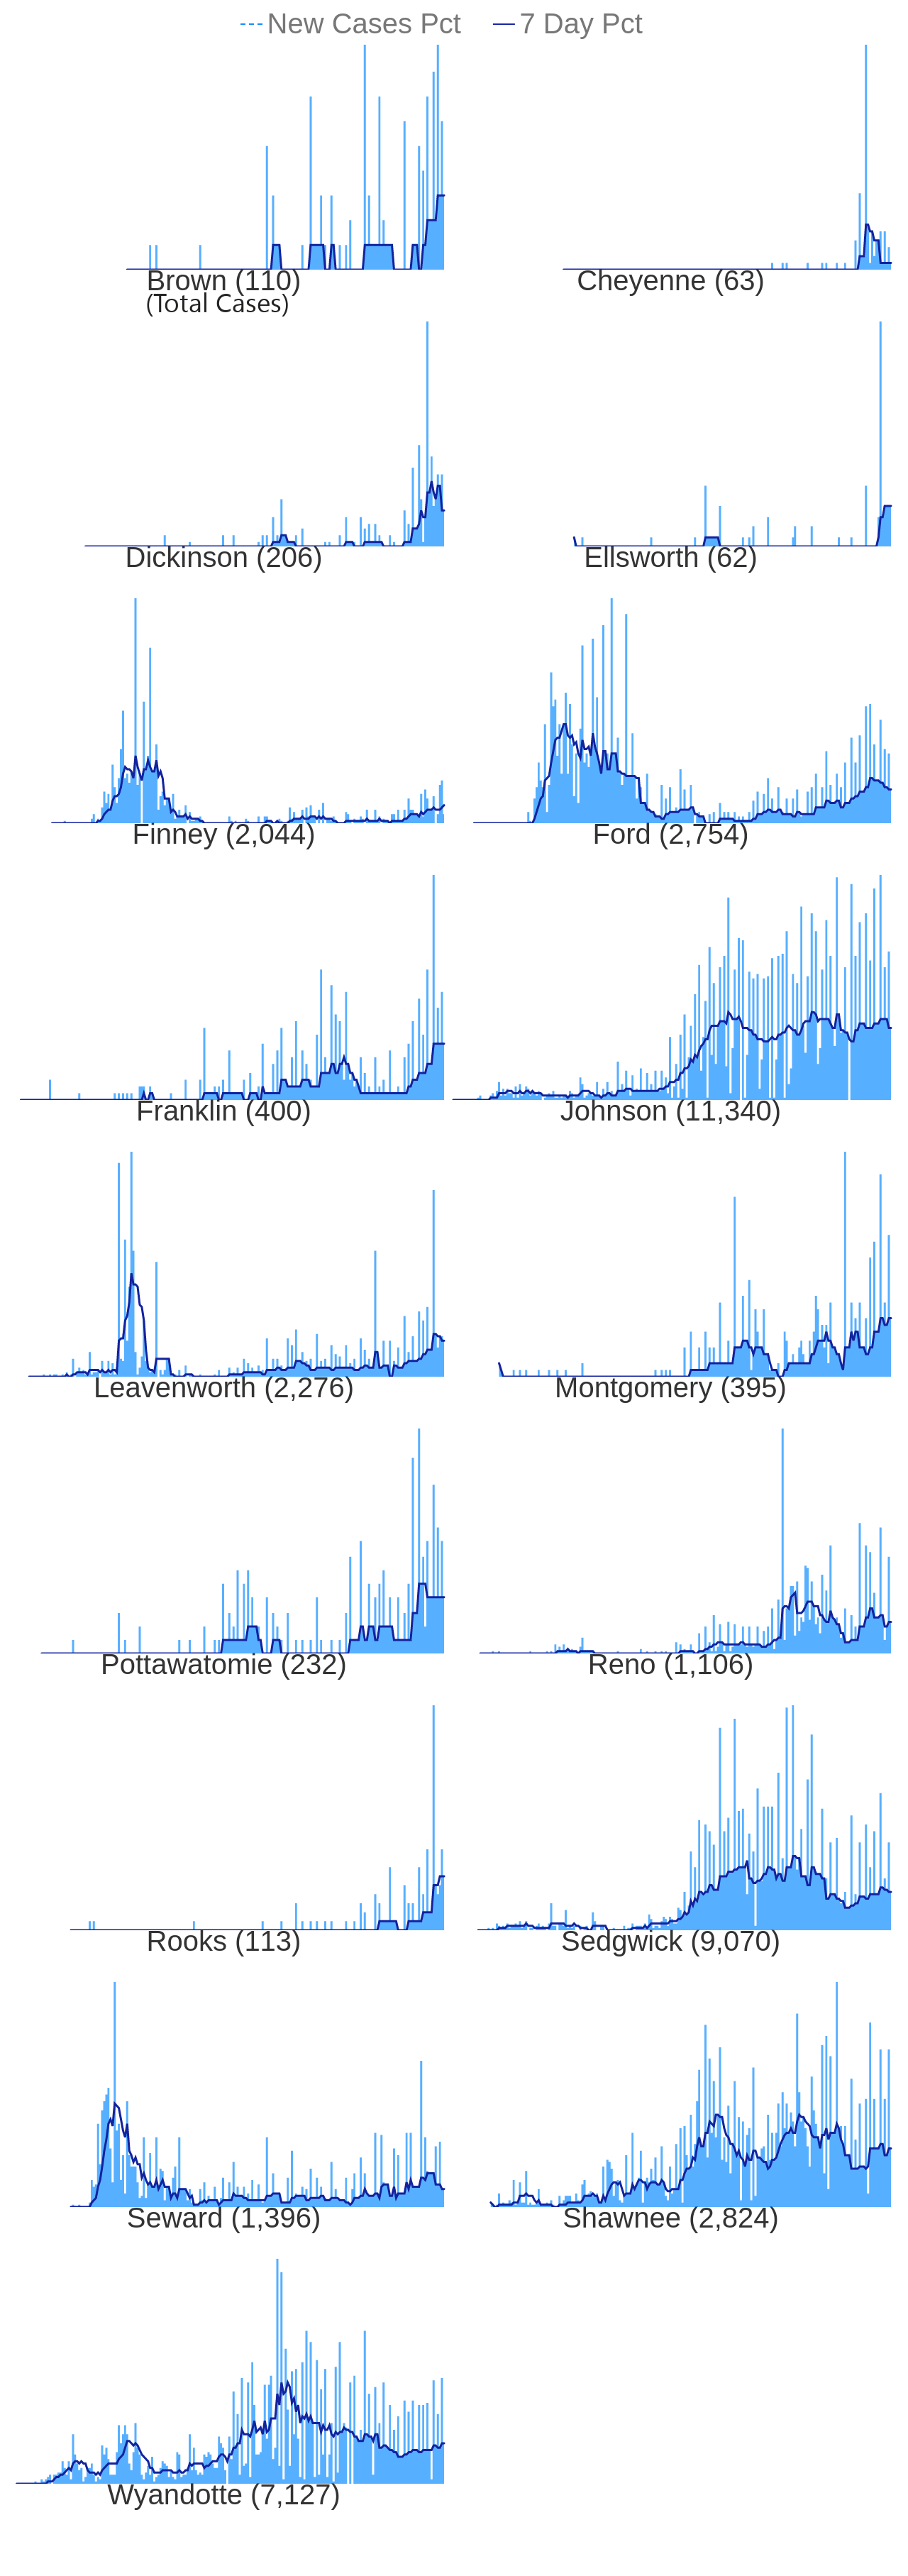 New Cases Pct 7 Day Pct
Brown (110) Cheyenne (63)
(Total Cases)
Dickinson (206) Ellsworth (62)
Finney (2,044) Ford (2,754)
Franklin (400) Johnson (11,340)
Leavenworth (2,276) Montgomery (395)
Pottawatomie (232) Reno (1,106)
Rooks (113) Sedgwick (9,070)
Seward (1,396) Shawnee (2,824)
Wyandotte (7,127)